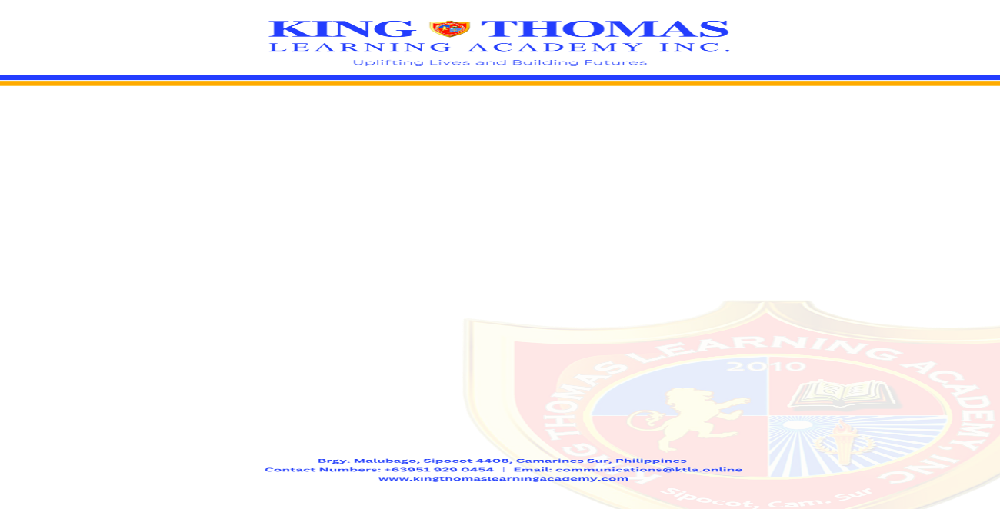 KING THOMAS
LEARNING ACADEMY INC.
Uplifting Lives and Building Futures
KING THOMAS LEARNING ACADEMY, INC
2010
Sipocot, Cam. Sur
Brgy. Malubago, Sipocot 4408, Camarines Sur, Philippines
Contact Numbers: +63951 929 0454 | Email: communications@ktla.online
www.kingthomaslearningacademy.com